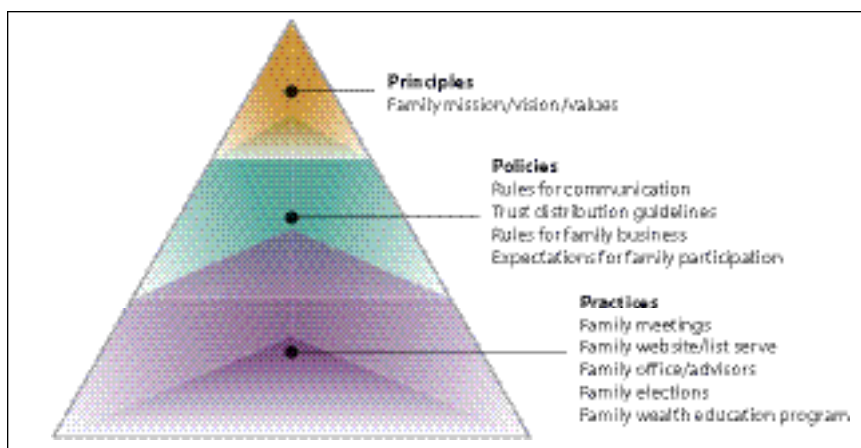 Principles
Family mission/vision/values
Policies
Rules for communication
Trust distribution guidelines
Rules for family business
Expectations for family participation
Practices
Family meetings
Family website/list serve
Family office/advisors
Family elections
Family wealth education program